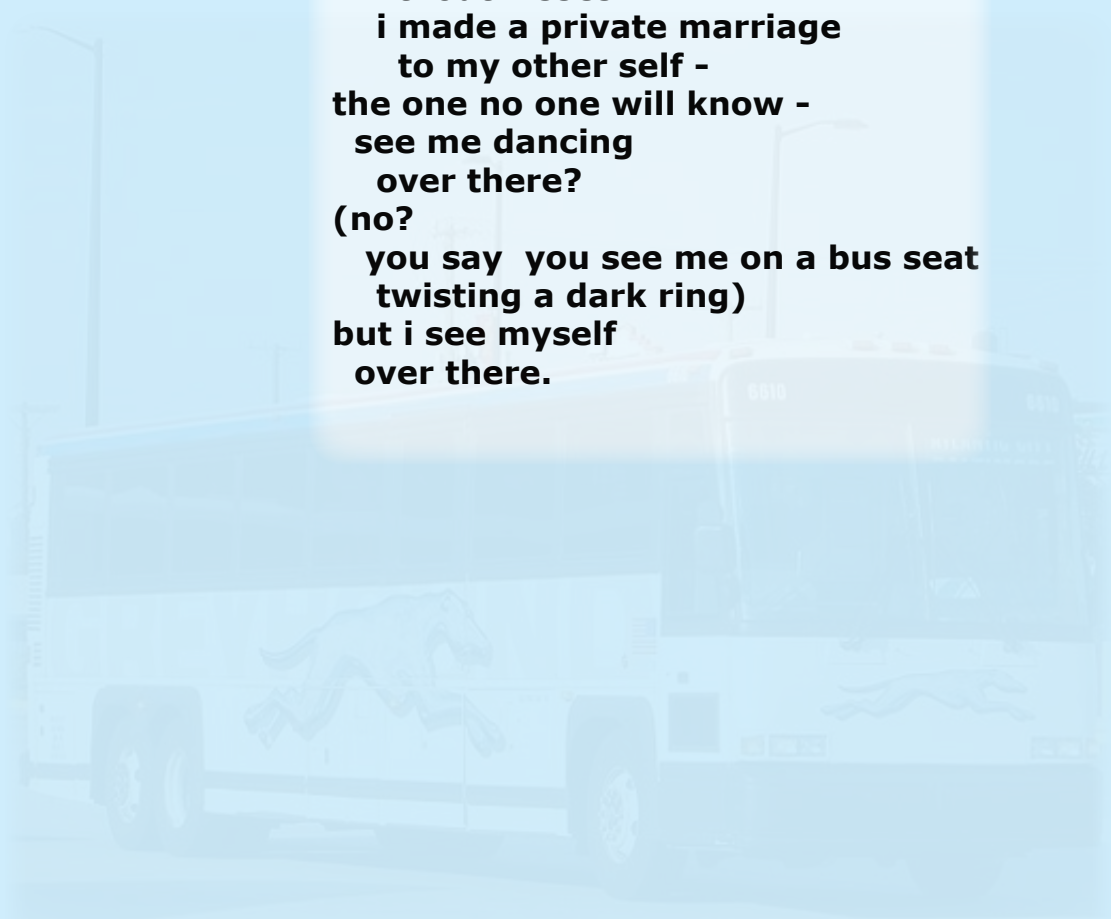 i made a private marriage
to my other self -
the one no one will know -
see me dancing
over there?
(no?
you say  you see me on a bus seat
twisting a dark ring)
but i see myself
over there.
8610